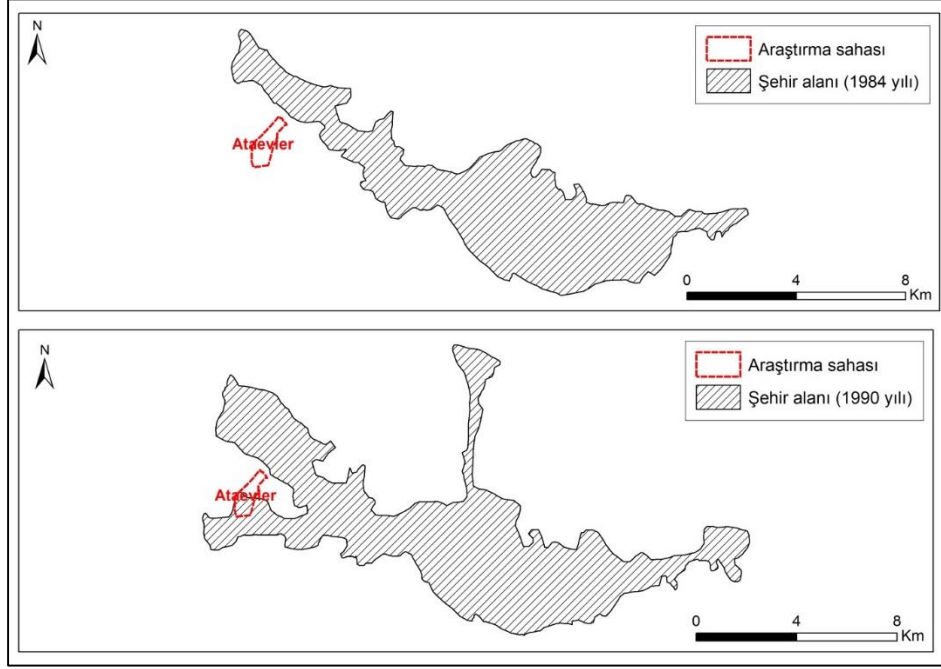 N
Araştırma sahası
Şehir alanı (1984 yılı)
Ataevler
0 4 8
Km
N
Araştırma sahası
Şehir alanı (1990 yılı)
Ataevler
0 4 8
Km